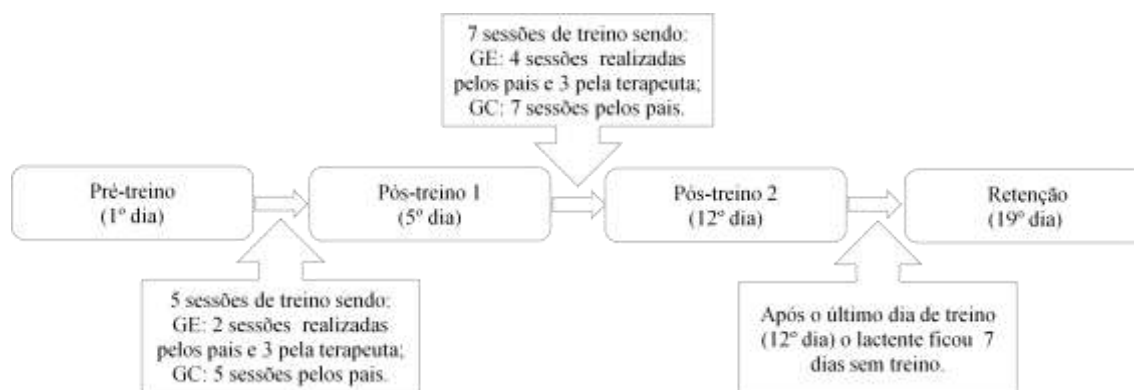 7 sessões de treino sendo:
GE: 4 sessões realizadas
pelos pais e 3 pela terapeuta;
GC: 7 sessões pelos pais.
Pré-treino
(1º dia)
Pós-treino 1
(5º dia)
Pós-treino 2
(12º dia)
Retenção
(19º dia)
5 sessões de treino sendo:
GE: 2 sessões realizadas
pelos pais e 3 pela terapeuta;
GC: 5 sessões pelos pais.
Após o último dia de treino
(12º dia) o lactente ficou 7
dias sem treino.